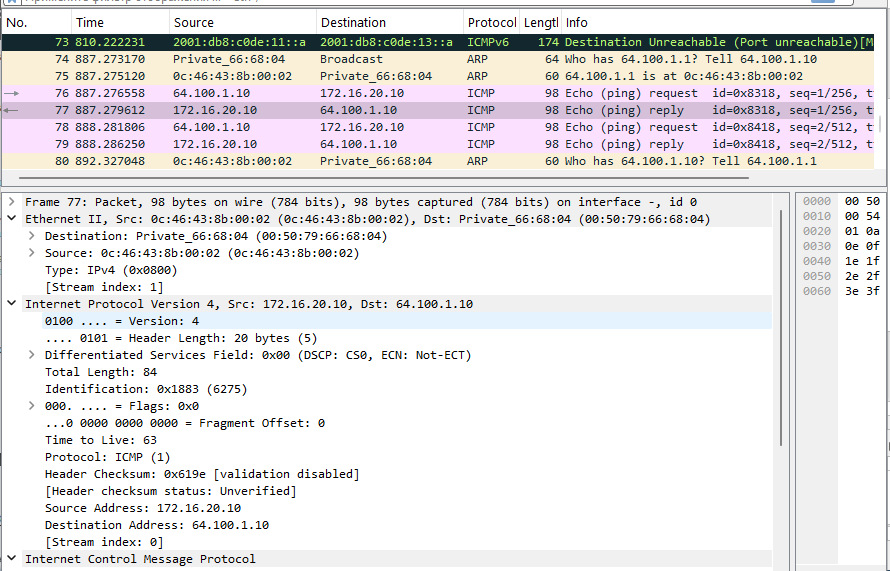 No. Time Source Destination Protocol Lengtl Info
73 810.222231 2001:db8:c0de:11::a 2001:db8:c0de:13::a ICMPv6 174 Destination Unreachable (Port unreachable)[M
74 887.273170 Private_66:68:04 Broadcast ARP 64 Who has 64.100.1.1? Tell 64.100.1.10
75 887.275120 0c:46:43:8b:00:02 Private_66:68:04 ARP 60 64.100.1.1 is at 0c:46:43:8b:00:02
76 887.276558 64.100.1.10 172.16.20.10 ICMP 98 Echo (ping) request id=0x8318, seq=1/256, t
77 887.279612 172.16.20.10 64.100.1.10 ICMP 98 Echo (ping) reply id=0x8318, seq=1/256, t
78 888.281806 64.100.1.10 172.16.20.10 ICMP 98 Echo (ping) request id=0x8418, seq=2/512, t
79 888.286250 172.16.20.10 64.100.1.10 ICMP 98 Echo (ping) reply id=0x8418, seq=2/512, t
80 892.327048 0c:46:43:8b:00:02 Private_66:68:04 ARP 60 Who has 64.100.1.10? Tell 64.100.1.1
Frame 77: Packet, 98 bytes on wire (784 bits), 98 bytes captured (784 bits) on interface -, id 0
Ethernet II, Src: 0c:46:43:8b:00:02 (0c:46:43:8b:00:02), Dst: Private_66:68:04 (00:50:79:66:68:04)
Destination: Private_66:68:04 (00:50:79:66:68:04)
Source: 0c:46:43:8b:00:02 (0c:46:43:8b:00:02)
Type: IPv4 (0x0800)
[Stream index: 1]
Internet Protocol Version 4, Src: 172.16.20.10, Dst: 64.100.1.10
0100 .... = Version: 4
.... 0101 = Header Length: 20 bytes (5)
Differentiated Services Field: 0x00 (DSCP: CS0, ECN: Not-ECT)
Total Length: 84
Identification: 0x1883 (6275)
000. .... = Flags: 0x0
...0 0000 0000 0000 = Fragment Offset: 0
Time to Live: 63
Protocol: ICMP (1)
Header Checksum: 0x619e [validation disabled]
[Header checksum status: Unverified]
Source Address: 172.16.20.10
Destination Address: 64.100.1.10
[Stream index: 0]
Internet Control Message Protocol
0000 00 50
0010 00 54
0020 01 0a
0030 0e 0f
0040 1e 1f
0050 2e 2f
0060 3e 3f